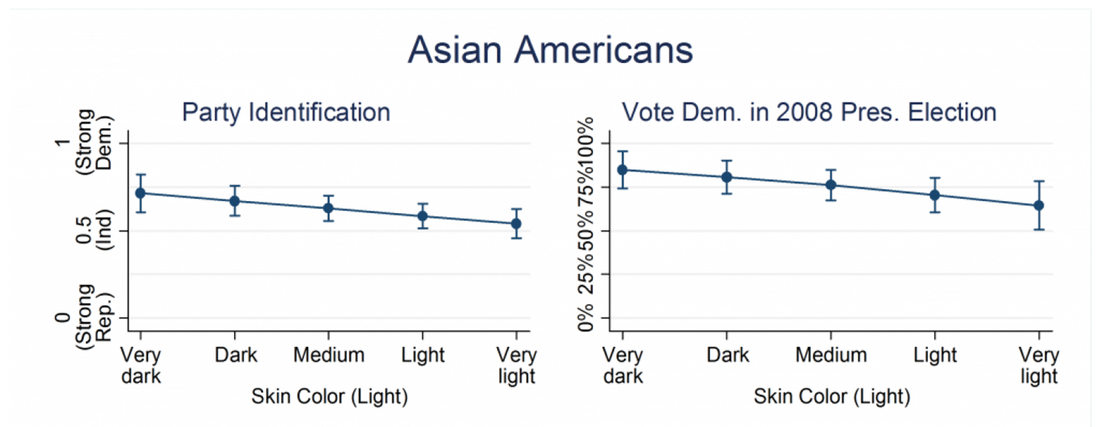 Asian Americans
Party Identification
1
(Strong
Dem.)
0.5
(Ind)
0
(Strong
Rep.)
Very
dark
Dark
Medium
Light
Very
light
Skin Color (Light)
Vote Dem. in 2008 Pres. Election
100%
75%
50%
25%
0%
Very
dark
Dark
Medium
Light
Very
light
Skin Color (Light)